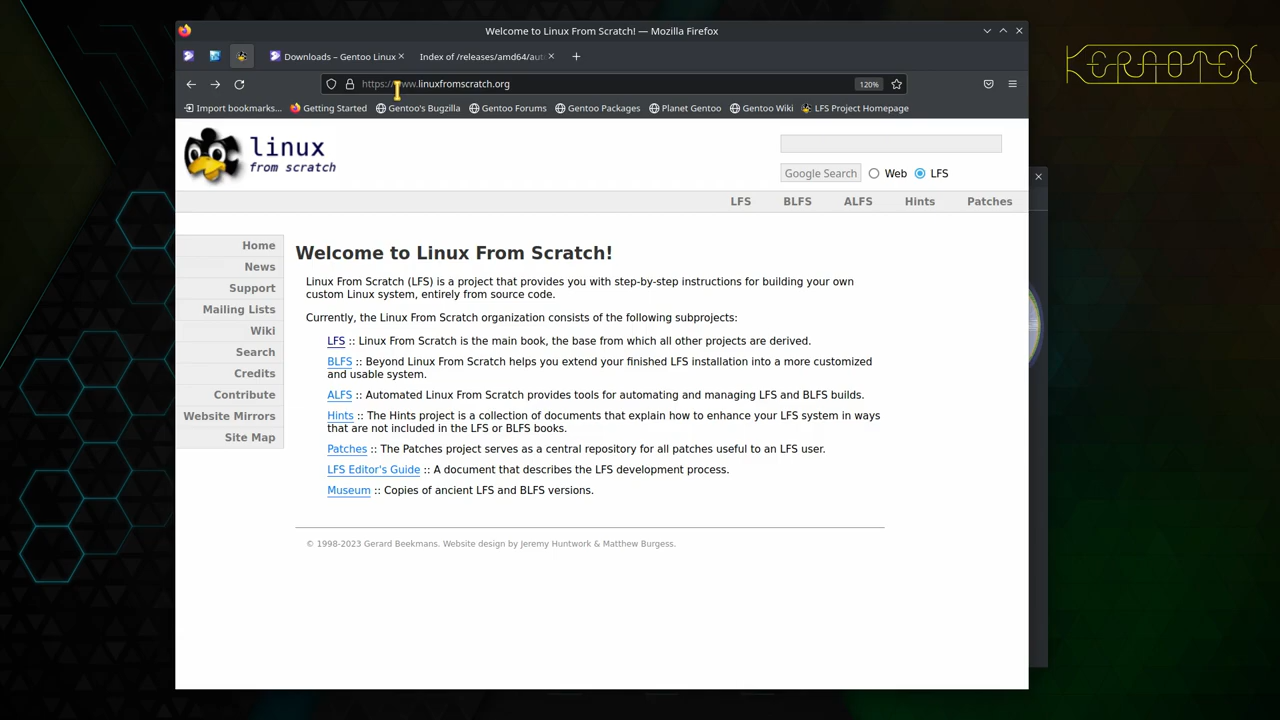 Welcome to Linux From Scratch! — Mozilla Firefox
Downloads – Gentoo Linux
Index of /releases/amd64/aut
https://www.linuxfromscratch.org
120%
Import bookmarks...
Getting Started
Gentoo's Bugzilla
Gentoo Forums
Gentoo Packages
Planet Gentoo
Gentoo Wiki
LFS Project Homepage
KERAOTEX
linux
from scratch
Google Search
Web
LFS
LFS
BLFS
ALFS
Hints
Patches
Home
News
Support
Mailing Lists
Wiki
Search
Credits
Contribute
Website Mirrors
Site Map
Welcome to Linux From Scratch!
Linux From Scratch (LFS) is a project that provides you with step-by-step instructions for building your own
custom Linux system, entirely from source code.
Currently, the Linux From Scratch organization consists of the following subprojects:
LFS :: Linux From Scratch is the main book, the base from which all other projects are derived.
BLFS :: Beyond Linux From Scratch helps you extend your finished LFS installation into a more customized
and usable system.
ALFS :: Automated Linux From Scratch provides tools for automating and managing LFS and BLFS builds.
Hints :: The Hints project is a collection of documents that explain how to enhance your LFS system in ways
that are not included in the LFS or BLFS books.
Patches :: The Patches project serves as a central repository for all patches useful to an LFS user.
LFS Editor's Guide :: A document that describes the LFS development process.
Museum :: Copies of ancient LFS and BLFS versions.
© 1998-2023 Gerard Beekmans. Website design by Jeremy Huntwork & Matthew Burgess.